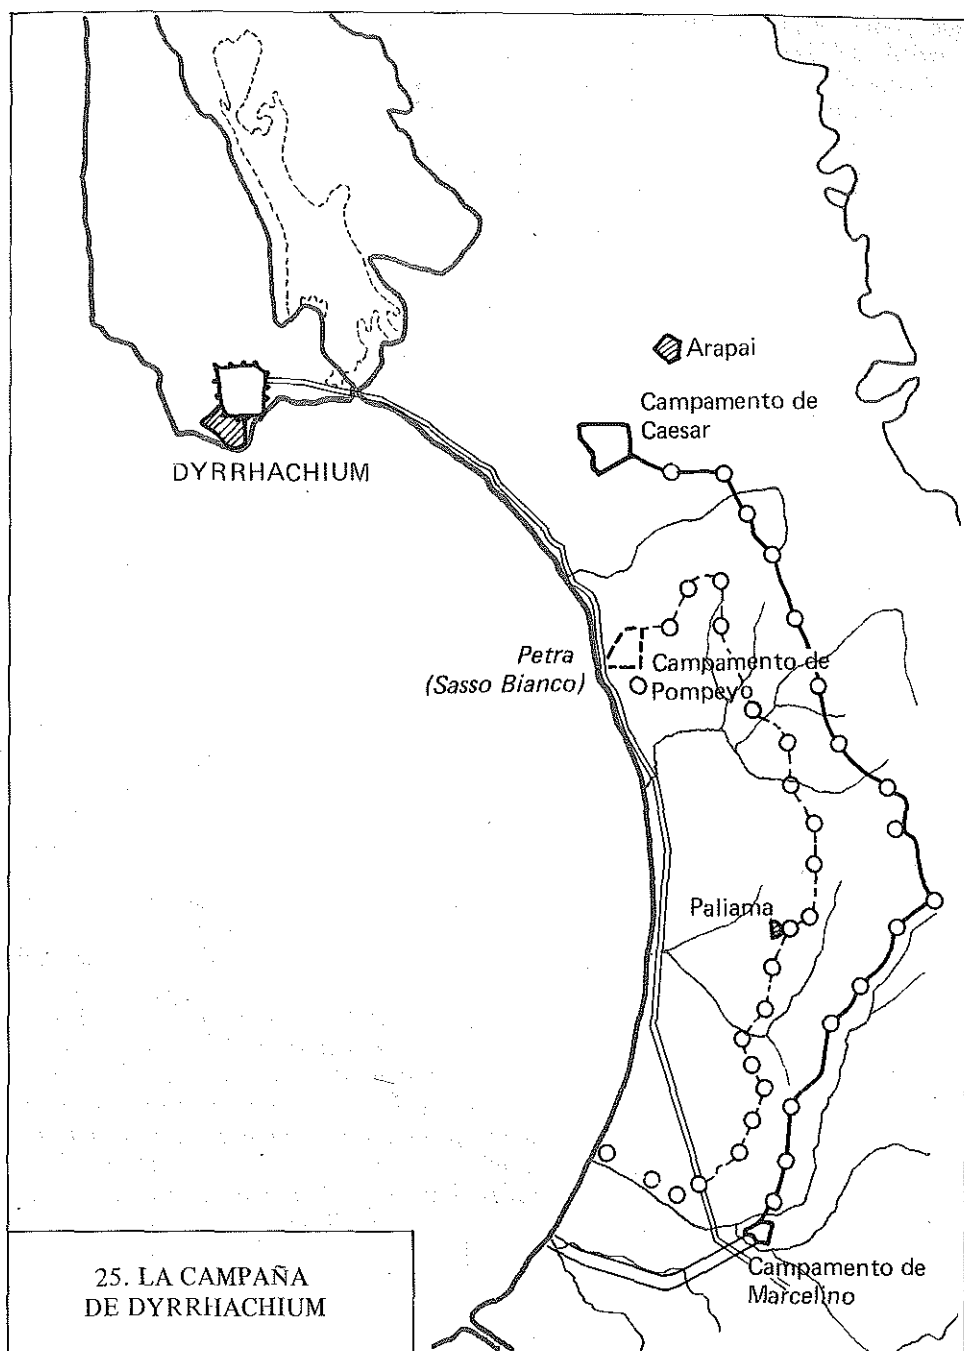 Arapai
Campamento de
Caesar
DYRRHACHIUM
Petra
(Sasso Bianco)
Campamento de
Pompeyo
Paliama
Campamento de
Marcelino
25. LA CAMPAÑA
DE DYRRHACHIUM